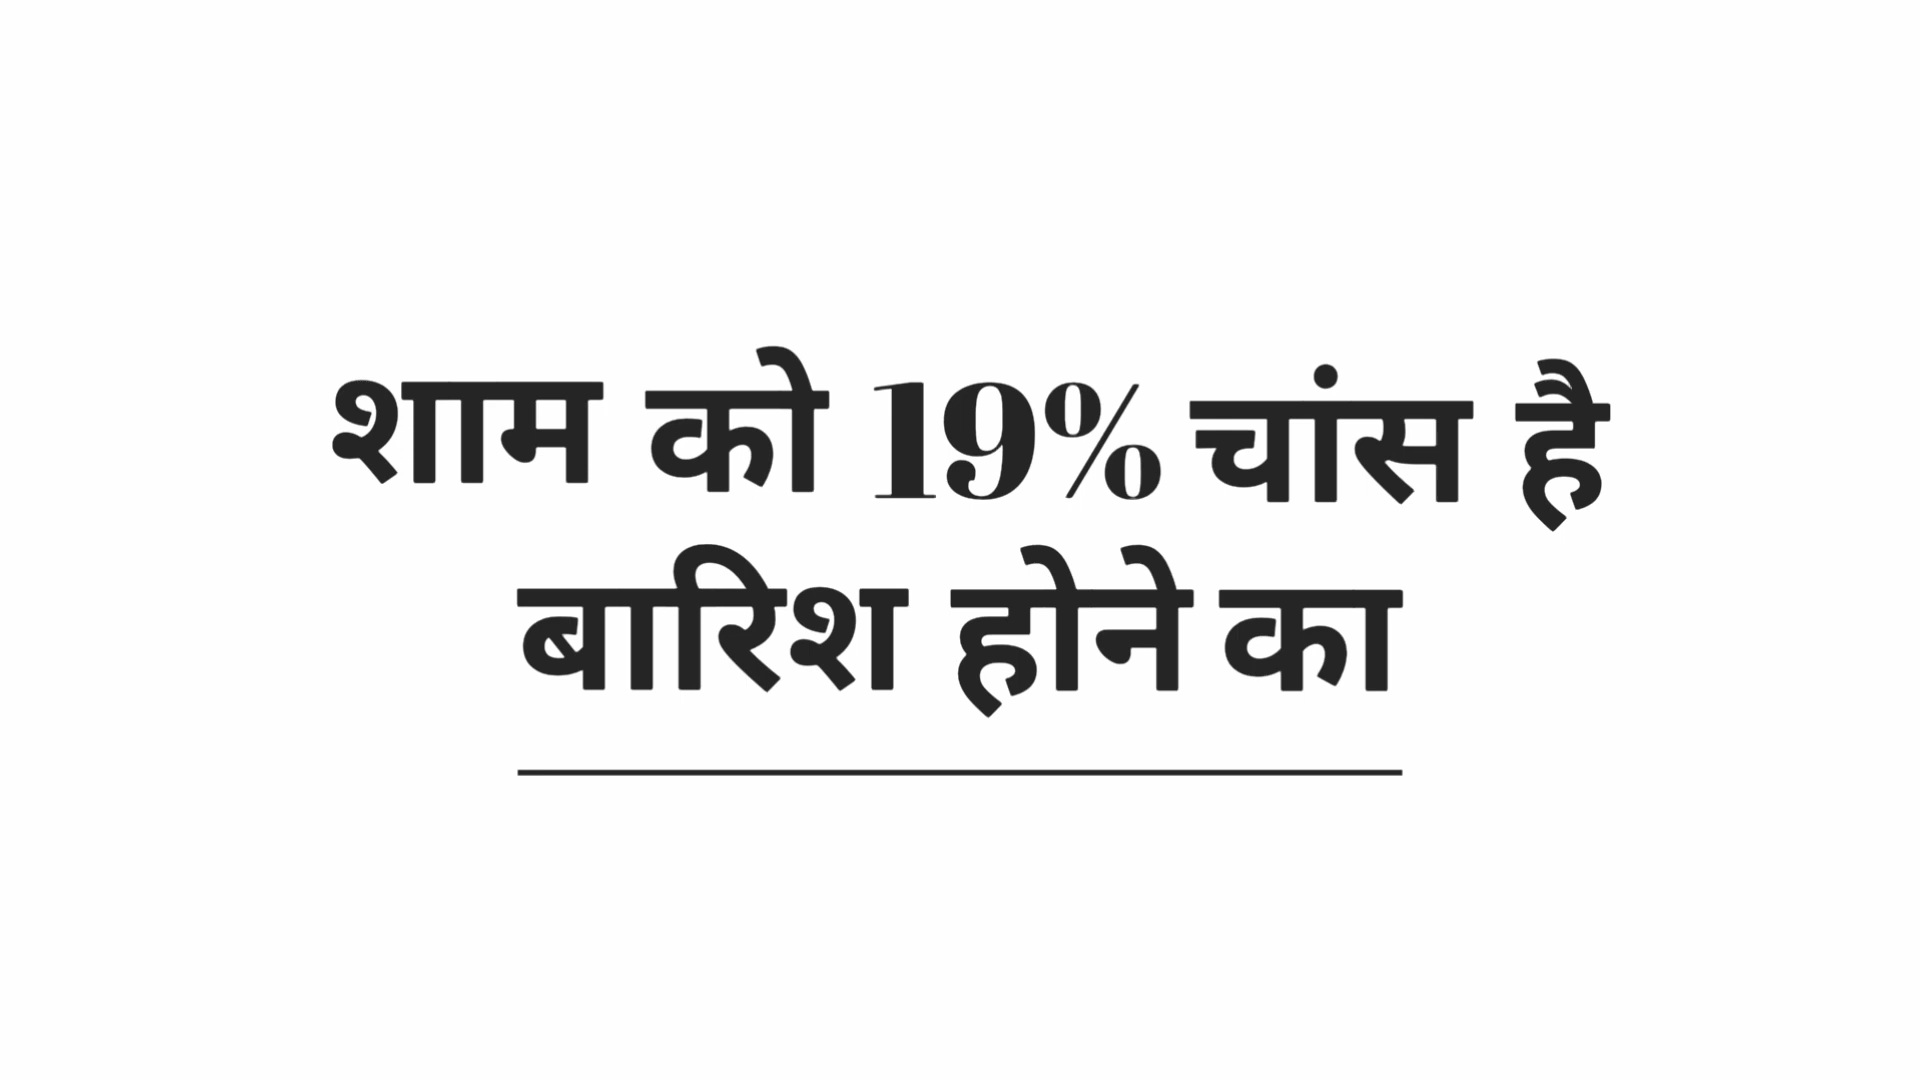 शाम को 19% चांस है
बारिश होने का